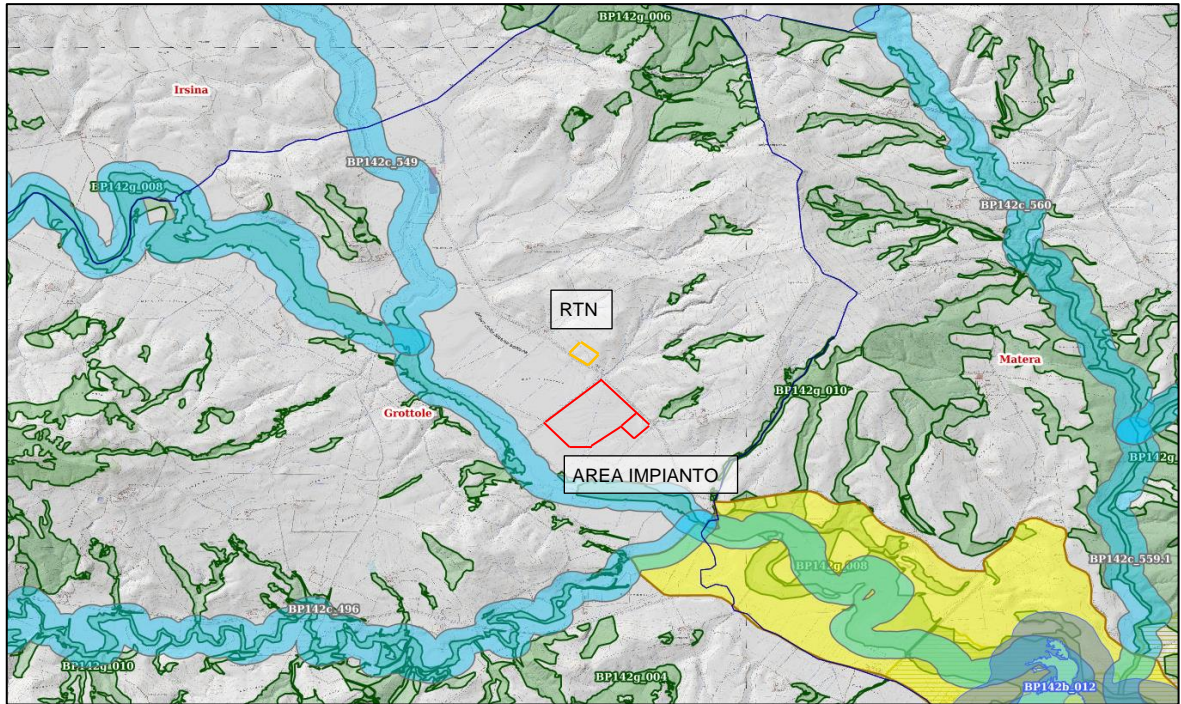 BP142g_006
Irsina
BP142c_549
BP142g_008
BP142c_560
RTN
Matera
BP142g_010
Grottole
AREA IMPIANTO
BP142g
BP142c_559.1
BP142g_008
BP142c_496
BP142g_010
BP142g_004
BP142b_012